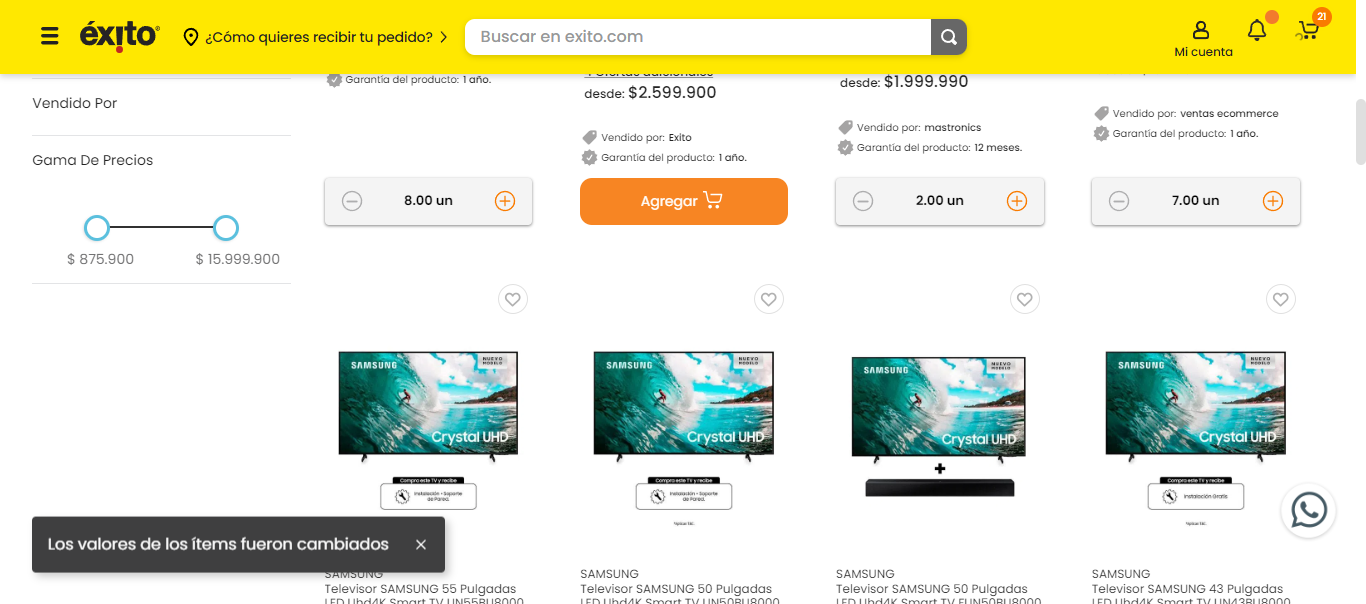 éxito
¿Cómo quieres recibir tu pedido?
Buscar en exito.com
Mi cuenta
21
Vendido Por
Gama De Precios
$ 875.900
$ 15.999.900
Garantía del producto: 1 año.
8.00 un
4 Ofertas adicionales
desde: $2.599.900
Vendido por: Exito
Garantía del producto: 1 año.
Agregar
desde: $1.999.990
Vendido por: mastronics
Garantía del producto: 12 meses.
2.00 un
Vendido por: ventas ecommerce
Garantía del producto: 1 año.
7.00 un
SAMSUNG
NUEVO MODELO
Crystal UHD
Compra este TV y recibe
Instalación + Soporte
de Pared.
SAMSUNG
Televisor SAMSUNG 55 Pulgadas
LED Uhd4K Smart TV UN55BU8000
SAMSUNG
NUEVO MODELO
Crystal UHD
Compra este TV y recibe
Instalación + Soporte
de Pared.
SAMSUNG
Televisor SAMSUNG 50 Pulgadas
LED Uhd4K Smart TV UN50BU8000
SAMSUNG
NUEVO MODELO
Crystal UHD
+
SAMSUNG
Televisor SAMSUNG 50 Pulgadas
LED Uhd4K Smart TV FUN50BU8000
SAMSUNG
NUEVO MODELO
Crystal UHD
Compra este TV y recibe
Instalación Gratis
SAMSUNG
Televisor SAMSUNG 43 Pulgadas
LED Uhd4K Smart TV UN43BU8000
Los valores de los ítems fueron cambiados